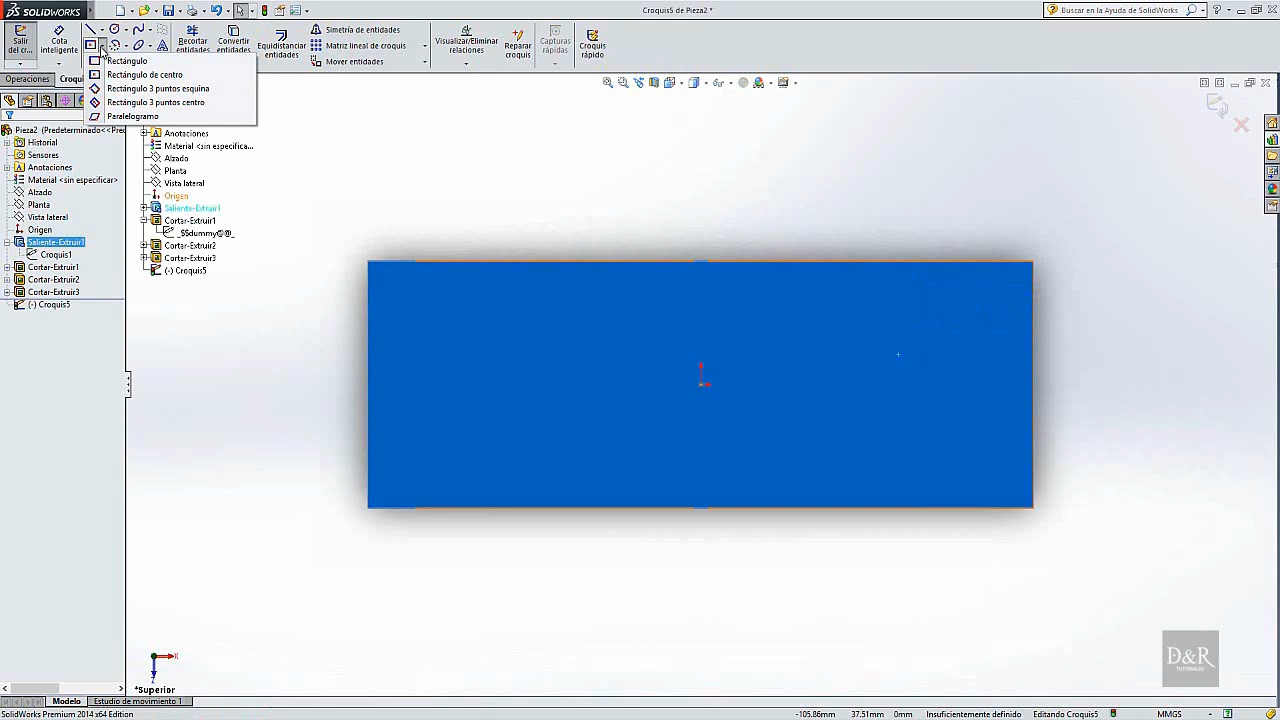 SOLIDWORKS
Croquis5 de Pieza2 *
Buscar en la Ayuda de SolidWorks
Salir del cr...
Cota inteligente
Recortar entidades
Convertir entidades
Equidistanciar entidades
Simetría de entidades
Matriz lineal de croquis
Mover entidades
Visualizar/Eliminar relaciones
Reparar croquis
Capturas rápidas
Croquis rápido
Operaciones
Croqu
Rectángulo
Rectángulo de centro
Rectángulo 3 puntos esquina
Rectángulo 3 puntos centro
Paralelogramo
Pieza2 (Predeterminado<<Pred
Historial
Sensores
Anotaciones
Material <sin especificar>
Alzado
Planta
Vista lateral
Origen
Saliente-Extruir1
Croquis1
Cortar-Extruir1
Cortar-Extruir2
Cortar-Extruir3
(-) Croquis5
Anotaciones
Material <sin especifica...
Alzado
Planta
Vista lateral
Origen
Saliente-Extruir1
Cortar-Extruir1
_$$dummy@@_
Cortar-Extruir2
Cortar-Extruir3
(-) Croquis5
X
Z
*Superior
D&R
TUTORIALES
Modelo
Estudio de movimiento 1
SolidWorks Premium 2014 x64 Edition
-105.86mm
37.51mm
0mm
Insuficientemente definido
Editando Croquis5
MMGS